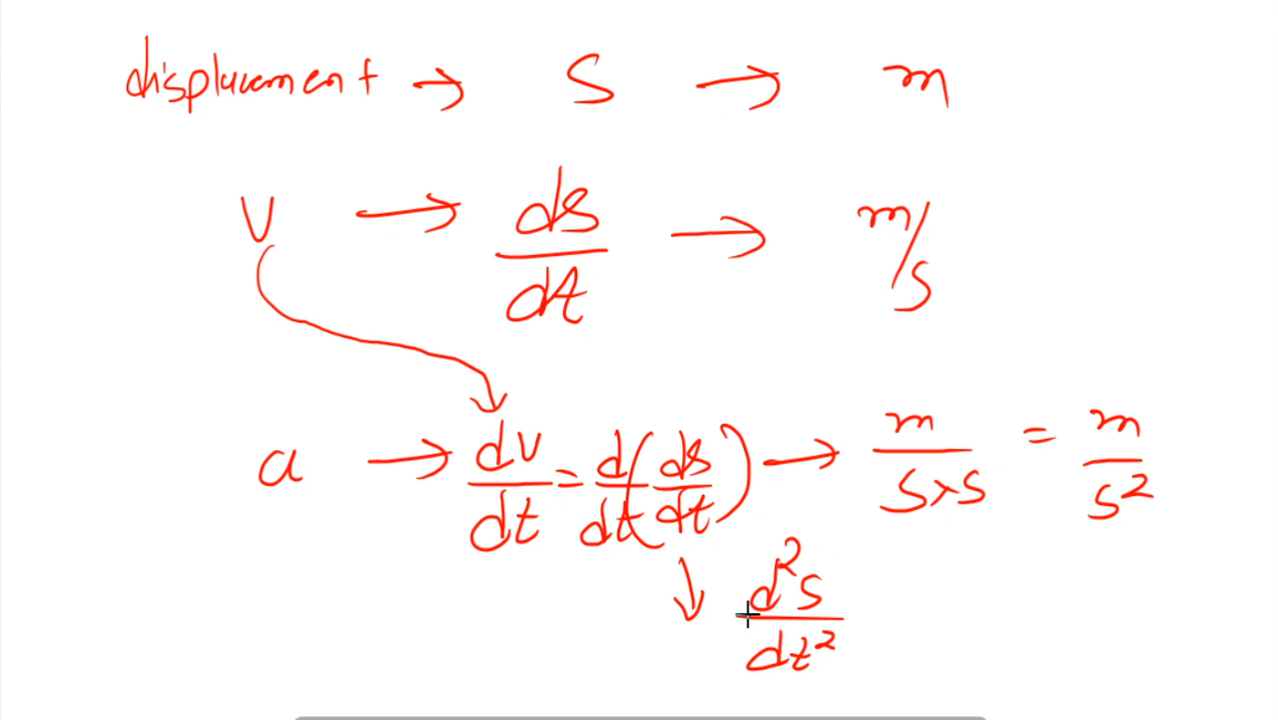 displacement → S → m
v → ds/dt → m/s
a → dv/dt = d/dt(ds/dt) → m/s×s = m/s²
↓ d²s/dt²